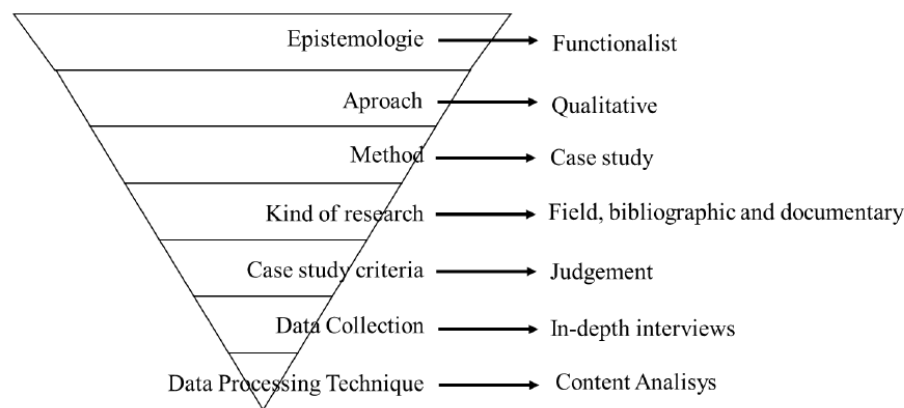 Epistemologie Functionalist
Aproach Qualitative
Method Case study
Kind of research Field, bibliographic and documentary
Case study criteria Judgement
Data Collection In-depth interviews
Data Processing Technique Content Analisys